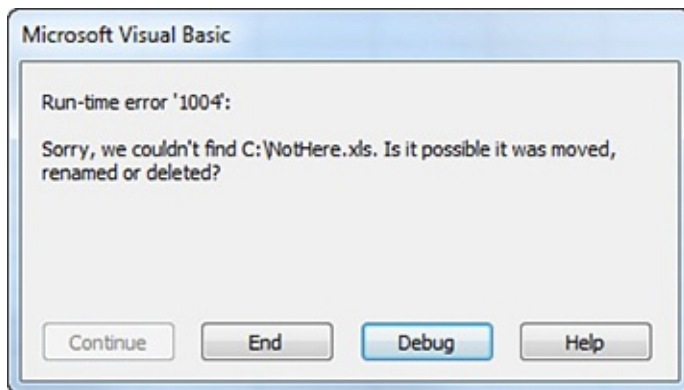 Microsoft Visual Basic
Run-time error '1004':
Sorry, we couldn't find C:\NotHere.xls. Is it possible it was moved,
renamed or deleted?
Continue End Debug Help